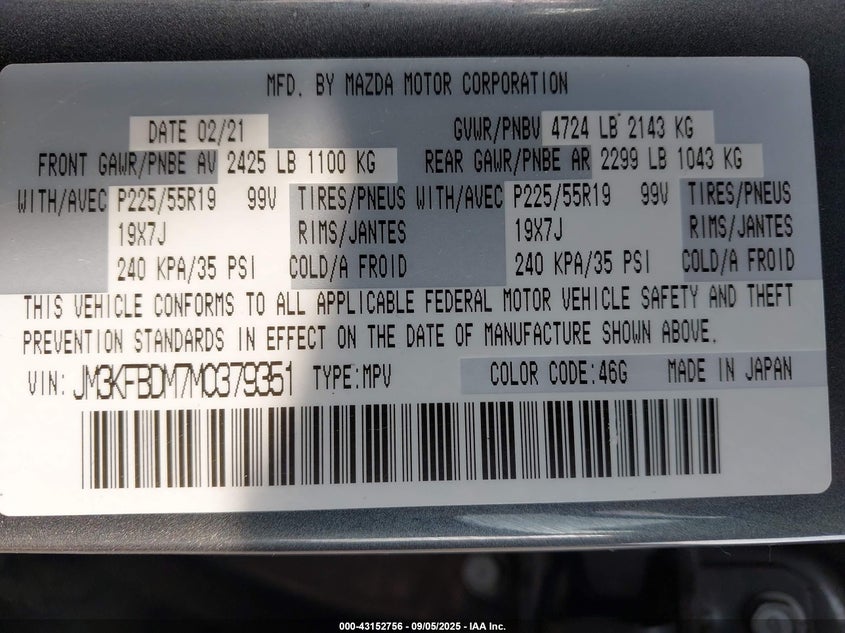 MFD. BY MAZDA MOTOR CORPORATION
DATE 02/21 GVWR/PNBV 4724 LB 2143 KG
FRONT GAWR/PNBE AV 2425 LB 1100 KG REAR GAWR/PNBE AR 2299 LB 1043 KG
WITH/AVEC P225/55R19 99V TIRES/PNEUS WITH/AVEC P225/55R19 99V TIRES/PNEUS
19X7J RIMS/JANTES 19X7J RIMS/JANTES
240 KPA/35 PSI COLD/A FROID 240 KPA/35 PSI COLD/A FROID
THIS VEHICLE CONFORMS TO ALL APPLICABLE FEDERAL MOTOR VEHICLE SAFETY AND THEFT
PREVENTION STANDARDS IN EFFECT ON THE DATE OF MANUFACTURE SHOWN ABOVE.
VIN: JM3KFBDM7M0379351 TYPE:MPV COLOR CODE:46G MADE IN JAPAN
000-43152756 - 09/05/2025 - IAA Inc.